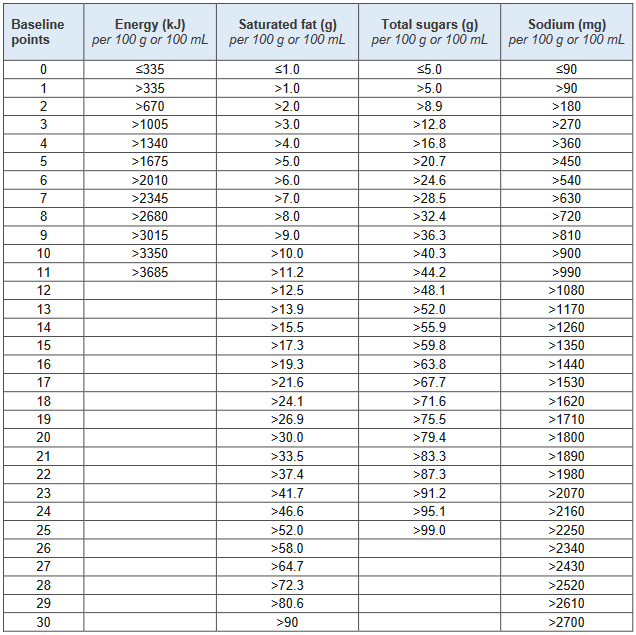 Baseline points Energy (kJ) per 100 g or 100 mL Saturated fat (g) per 100 g or 100 mL Total sugars (g) per 100 g or 100 mL Sodium (mg) per 100 g or 100 mL
0 ≤335 ≤1.0 ≤5.0 ≤90
1 >335 >1.0 >5.0 >90
2 >670 >2.0 >8.9 >180
3 >1005 >3.0 >12.8 >270
4 >1340 >4.0 >16.8 >360
5 >1675 >5.0 >20.7 >450
6 >2010 >6.0 >24.6 >540
7 >2345 >7.0 >28.5 >630
8 >2680 >8.0 >32.4 >720
9 >3015 >9.0 >36.3 >810
10 >3350 >10.0 >40.3 >900
11 >3685 >11.2 >44.2 >990
12 >12.5 >48.1 >1080
13 >13.9 >52.0 >1170
14 >15.5 >55.9 >1260
15 >17.3 >59.8 >1350
16 >19.3 >63.8 >1440
17 >21.6 >67.7 >1530
18 >24.1 >71.6 >1620
19 >26.9 >75.5 >1710
20 >30.0 >79.4 >1800
21 >33.5 >83.3 >1890
22 >37.4 >87.3 >1980
23 >41.7 >91.2 >2070
24 >46.6 >95.1 >2160
25 >52.0 >99.0 >2250
26 >58.0 >2340
27 >64.7 >2430
28 >72.3 >2520
29 >80.6 >2610
30 >90 >2700